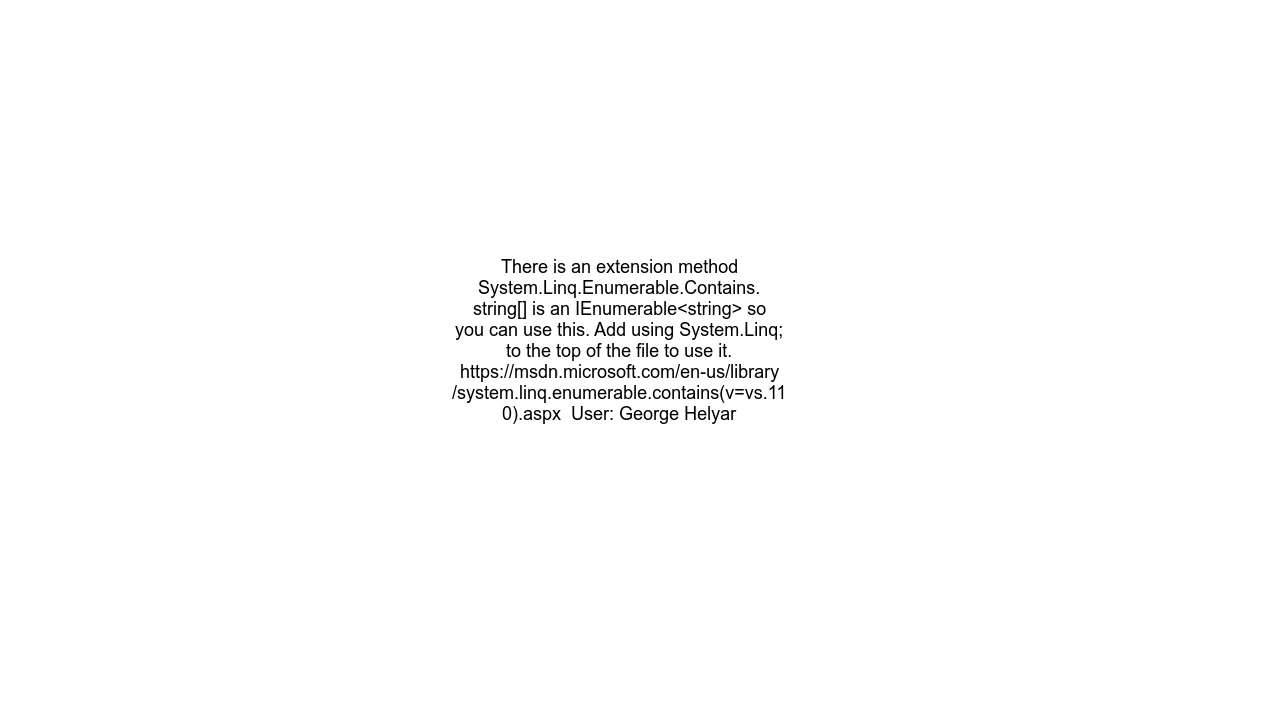 There is an extension method
System.Linq.Enumerable.Contains.
string[] is an IEnumerable<string> so
you can use this. Add using System.Linq;
to the top of the file to use it.
https://msdn.microsoft.com/en-us/library
/system.linq.enumerable.contains(v=vs.11
0).aspx  User: George Helyar